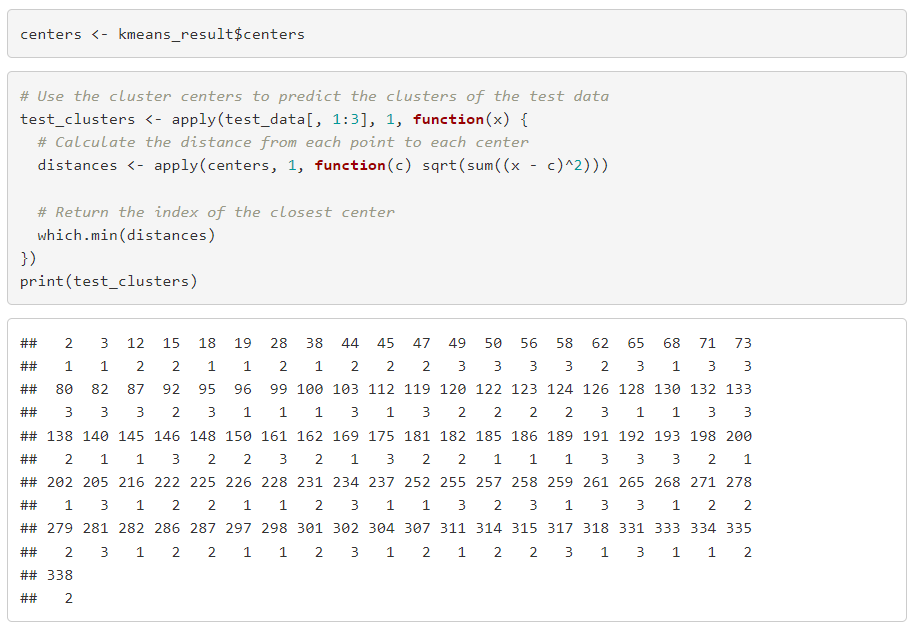 centers <- kmeans_result$centers
# Use the cluster centers to predict the clusters of the test data
test_clusters <- apply(test_data[, 1:3], 1, function(x) {
  # Calculate the distance from each point to each center
  distances <- apply(centers, 1, function(c) sqrt(sum((x - c)^2)))
  # Return the index of the closest center
  which.min(distances)
})
print(test_clusters)
##   2   3  12  15  18  19  28  38  44  45  47  49  50  56  58  62  65  68  71  73
##   1   1   2   2   1   1   2   1   2   2   2   3   3   3   3   2   3   1   3   3
##  80  82  87  92  95  96  99 100 103 112 119 120 122 123 124 126 128 130 132 133
##   3   3   3   2   3   1   1   1   3   1   3   2   2   2   2   3   1   1   3   3
## 138 140 145 146 148 150 161 162 169 175 181 182 185 186 189 191 192 193 198 200
##   2   1   1   3   2   2   3   2   1   3   2   2   1   1   1   3   3   3   2   1
## 202 205 216 222 225 226 228 231 234 237 252 255 257 258 259 261 265 268 271 278
##   1   3   1   2   2   1   1   2   3   1   1   3   2   3   1   3   3   1   2   2
## 279 281 282 286 287 297 298 301 302 304 307 311 314 315 317 318 331 333 334 335
##   2   3   1   2   2   1   1   2   3   1   2   1   2   2   3   1   3   1   1   2
## 338
##   2